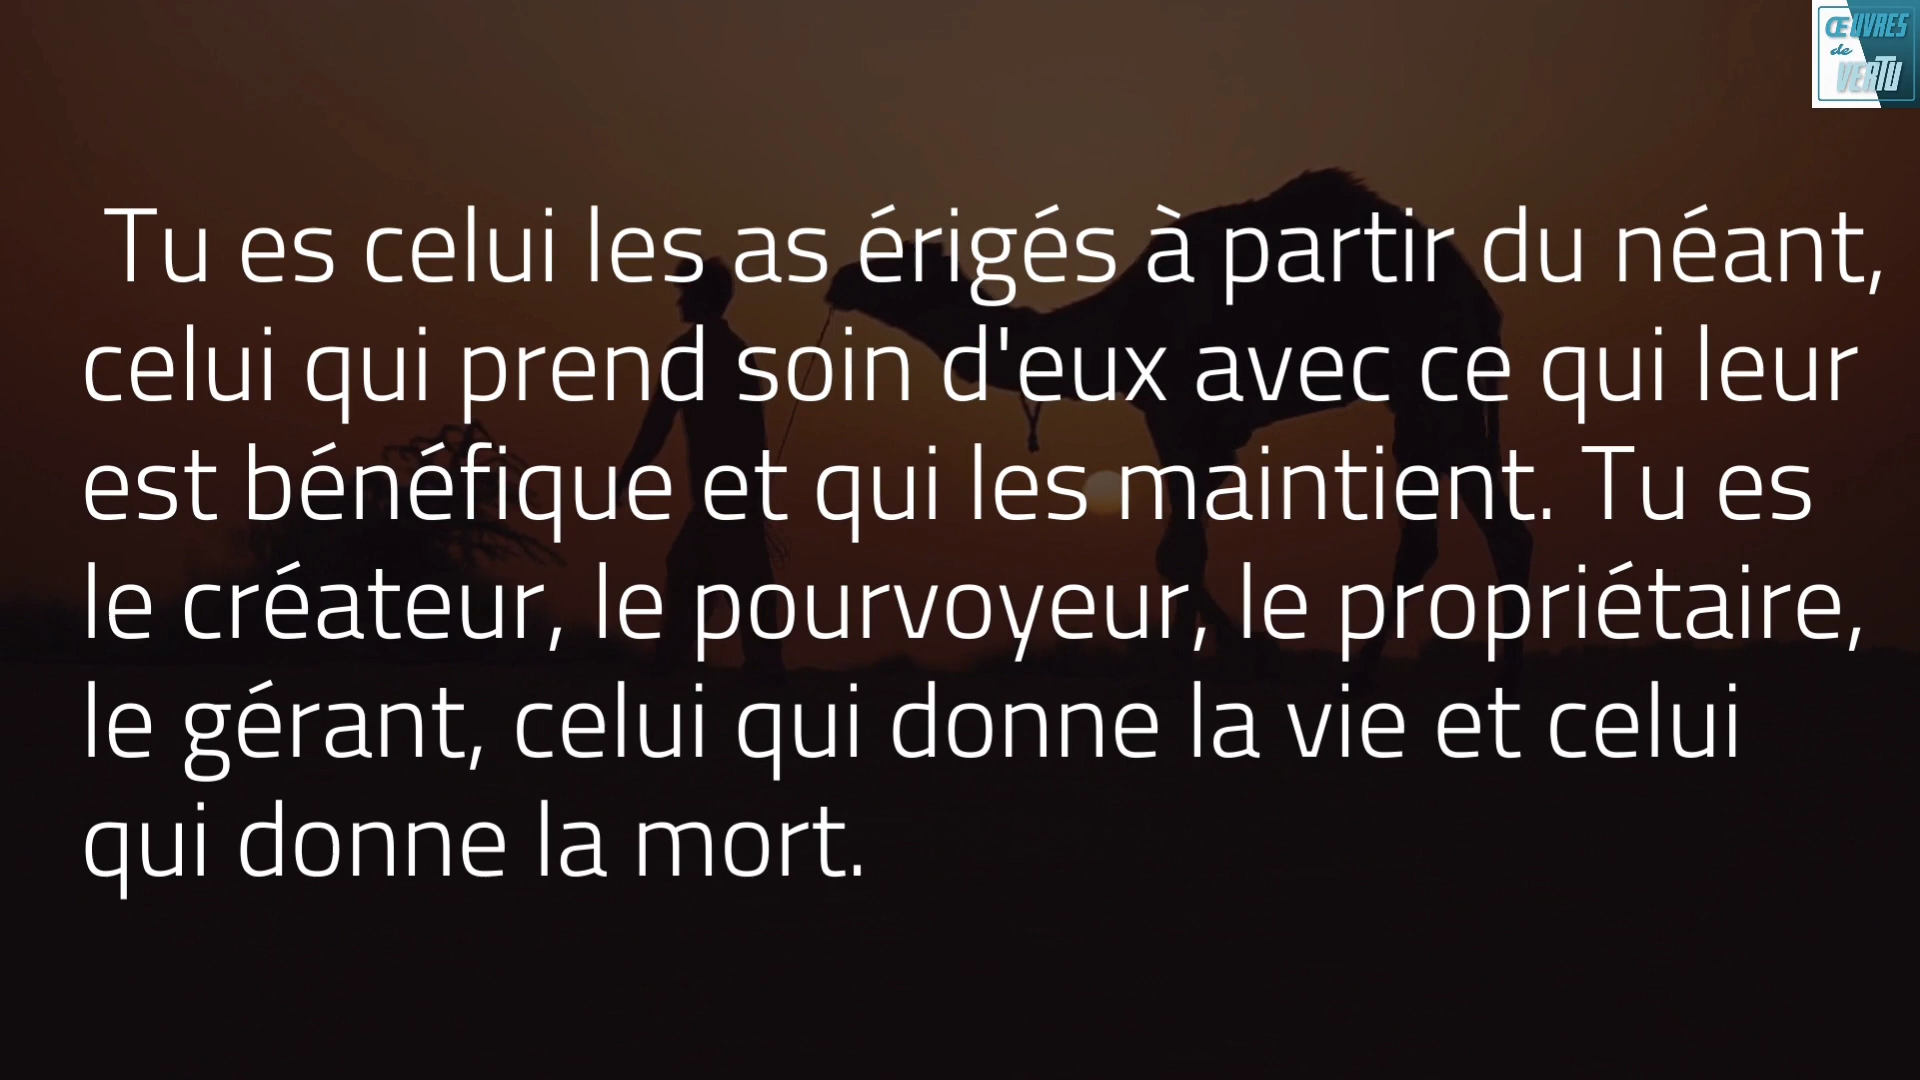 ŒUVRES
de
VERTU
Tu es celui les as érigés à partir du néant,
celui qui prend soin d'eux avec ce qui leur
est bénéfique et qui les maintient. Tu es
le créateur, le pourvoyeur, le propriétaire,
le gérant, celui qui donne la vie et celui
qui donne la mort.